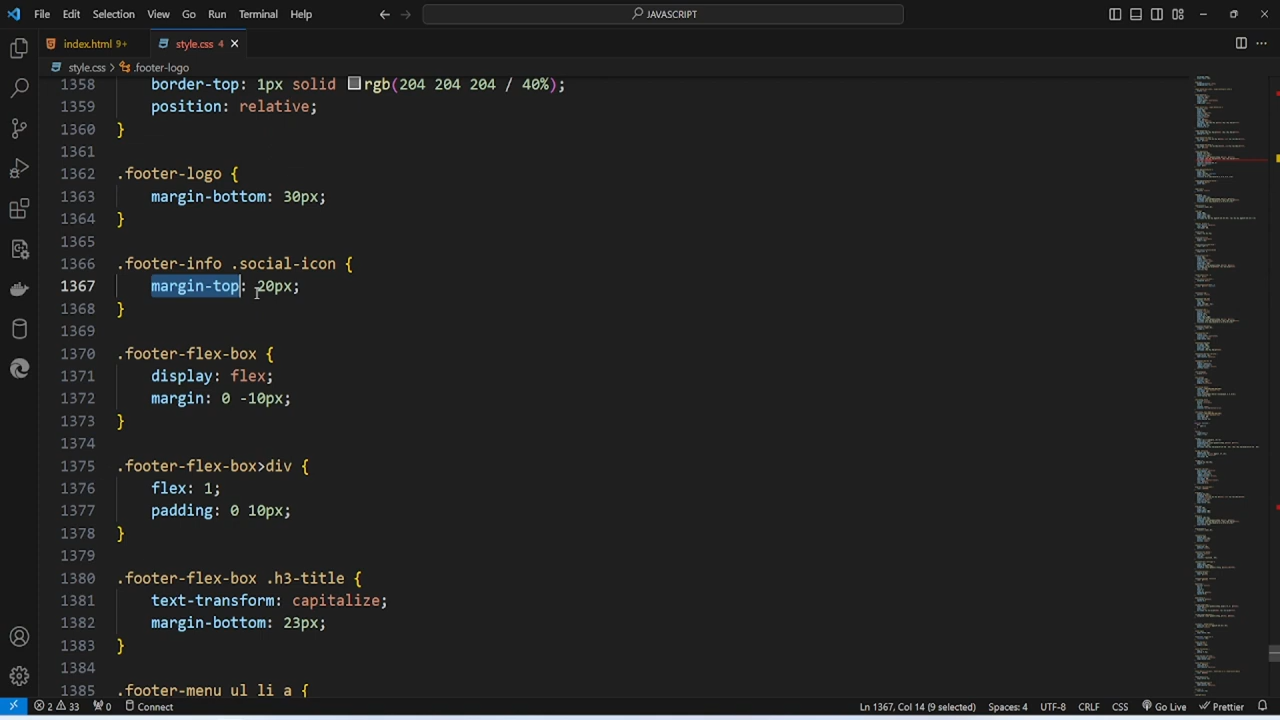 File Edit Selection View Go Run Terminal Help JAVASCRIPT
index.html 9+ style.css 4
style.css > .footer-logo
1358 border-top: 1px solid rgb(204 204 204 / 40%);
1359 position: relative;
1360 }
1361
1362 .footer-logo {
1363 margin-bottom: 30px;
1364 }
1365
1366 .footer-info .social-icon {
1367 margin-top: 20px;
1368 }
1369
1370 .footer-flex-box {
1371 display: flex;
1372 margin: 0 -10px;
1373 }
1374
1375 .footer-flex-box>div {
1376 flex: 1;
1377 padding: 0 10px;
1378 }
1379
1380 .footer-flex-box .h3-title {
1381 text-transform: capitalize;
1382 margin-bottom: 23px;
1383 }
1384
1385 .footer-menu ul li a {
2 33 0 Connect Ln 1367, Col 14 (9 selected) Spaces: 4 UTF-8 CRLF CSS Go Live Prettier